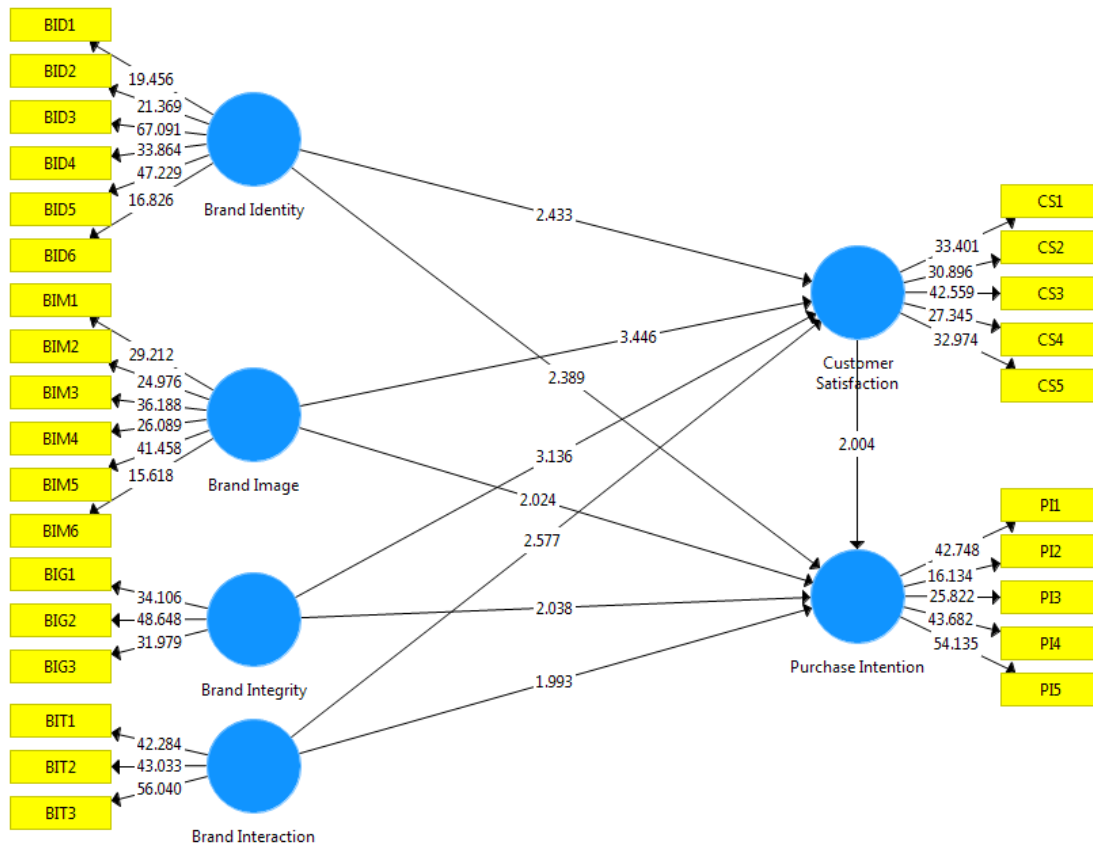 BID1
BID2
BID3
BID4
BID5
BID6
19.456
21.369
67.091
33.864
47.229
16.826
Brand Identity
BIM1
BIM2
BIM3
BIM4
BIM5
BIM6
29.212
24.976
36.188
26.089
41.458
15.618
Brand Image
BIG1
BIG2
BIG3
34.106
48.648
31.979
Brand Integrity
BIT1
BIT2
BIT3
42.284
43.033
56.040
Brand Interaction
2.433
3.446
2.389
3.136
2.024
2.577
2.038
1.993
2.004
Customer
Satisfaction
33.401
30.896
42.559
27.345
32.974
CS1
CS2
CS3
CS4
CS5
Purchase Intention
42.748
16.134
25.822
43.682
54.135
PI1
PI2
PI3
PI4
PI5